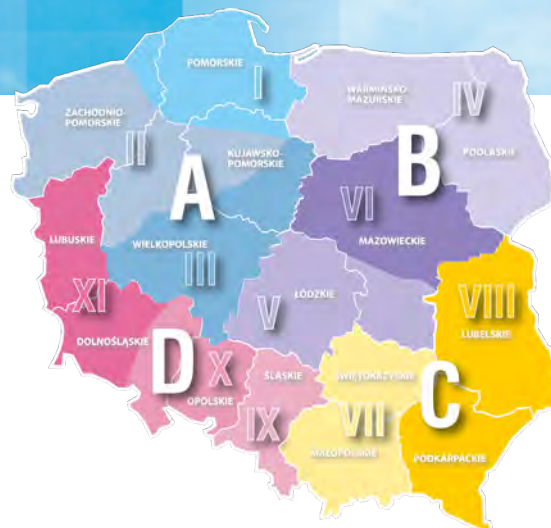 POMORSKIE
I
WARMIŃSKO-
MAZURSKIE
IV
ZACHODNIO-
POMORSKIE
II
KUJAWSKO-
POMORSKIE
B
PODLASKIE
A
VI
LUBUSKIE
WIELKOPOLSKIE
MAZOWIECKIE
III
XI
ŁÓDZKIE
VIII
V
LUBELSKIE
DOLNOŚLĄSKIE
D
X
ŚLĄSKIE
ŚWIĘTOKRZYSKIE
OPOLSKIE
C
IX
VII
MAŁOPOLSKIE
PODKARPACKIE